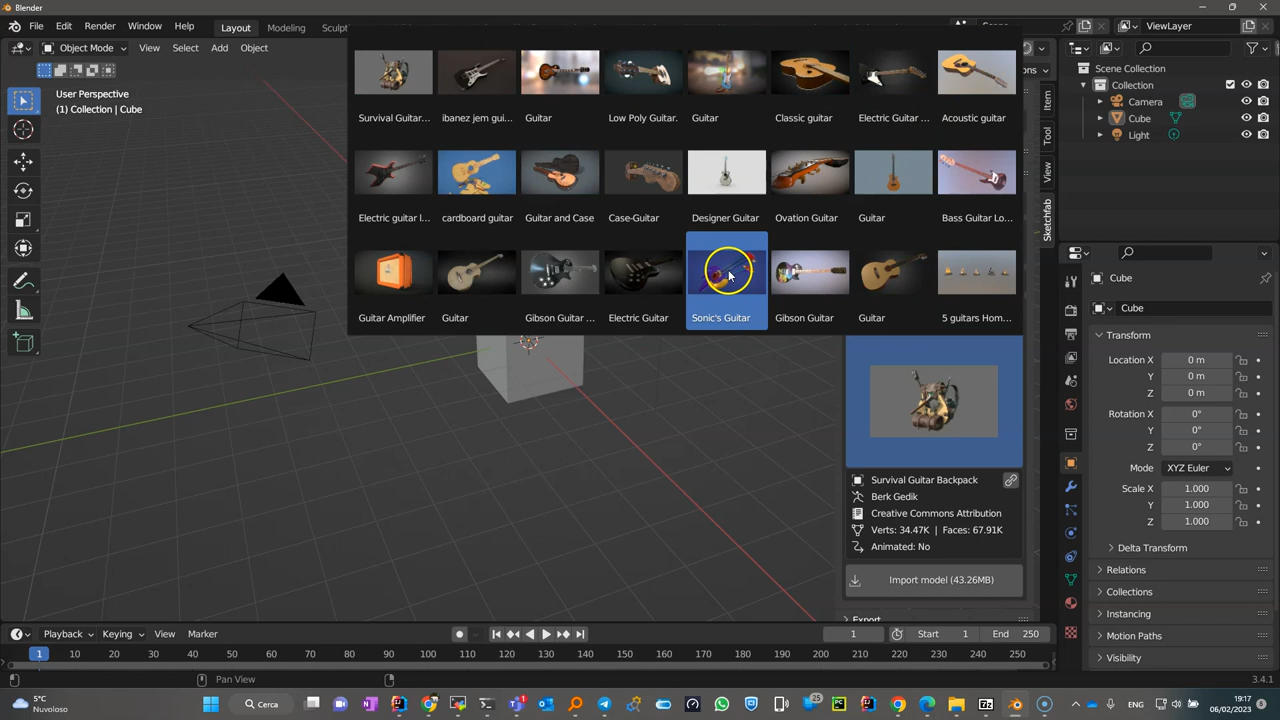 Blender
File Edit Render Window Help Layout Modeling Sculpt Scene ViewLayer
Object Mode View Select Add Object
User Perspective
(1) Collection | Cube
Survival Guitar... ibanez jem gui... Guitar Low Poly Guitar. Guitar Classic guitar Electric Guitar ... Acoustic guitar
Electric guitar l... cardboard guitar Guitar and Case Case-Guitar Designer Guitar Ovation Guitar Guitar Bass Guitar Lo...
Guitar Amplifier Guitar Gibson Guitar ... Electric Guitar Sonic's Guitar Gibson Guitar Guitar 5 guitars Hom...
Survival Guitar Backpack
Berk Gedik
Creative Commons Attribution
Verts: 34.47K | Faces: 67.91K
Animated: No
Import model (43.26MB)
Export
Item
Tool
View
Sketchfab
Scene Collection
Collection
Camera
Cube
Light
Cube
Cube
Transform
Location X 0 m
Y 0 m
Z 0 m
Rotation X 0°
Y 0°
Z 0°
Mode XYZ Euler
Scale X 1.000
Y 1.000
Z 1.000
Delta Transform
Relations
Collections
Instancing
Motion Paths
Visibility
Playback Keying View Marker 1 Start 1 End 250
1 10 20 30 40 50 60 70 80 90 100 110 120 130 140 150 160 170 180 190 200 210 220 230 240 250
Pan View 3.4.1
5°C
Nuvoloso
Cerca
25
ENG
19:17
06/02/2023